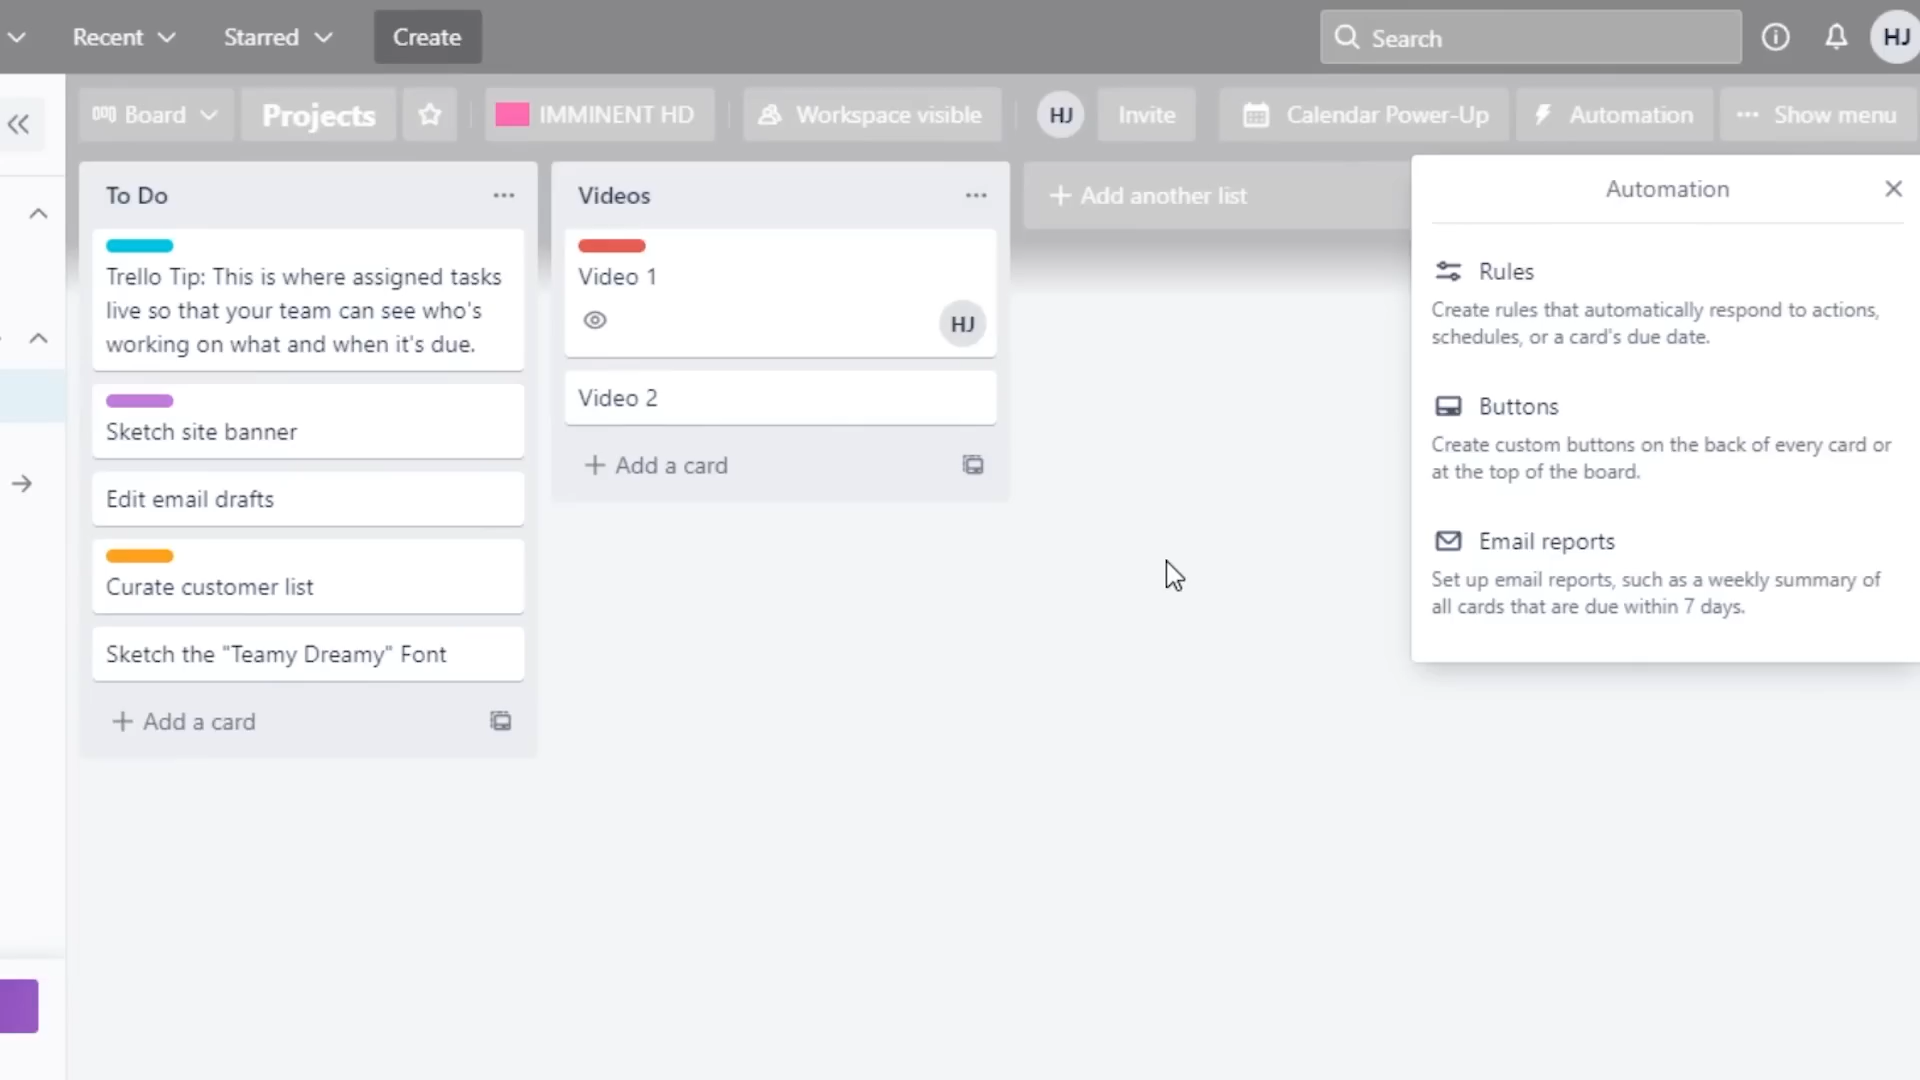 Recent
Starred
Create
Search
HJ
Board
Projects
IMMINENT HD
Workspace visible
HJ
Invite
Calendar Power-Up
Automation
Show menu
To Do
Trello Tip: This is where assigned tasks
live so that your team can see who's
working on what and when it's due.
Sketch site banner
Edit email drafts
Curate customer list
Sketch the "Teamy Dreamy" Font
+ Add a card
Videos
Video 1
HJ
Video 2
+ Add a card
+ Add another list
Automation
Rules
Create rules that automatically respond to actions,
schedules, or a card's due date.
Buttons
Create custom buttons on the back of every card or
at the top of the board.
Email reports
Set up email reports, such as a weekly summary of
all cards that are due within 7 days.